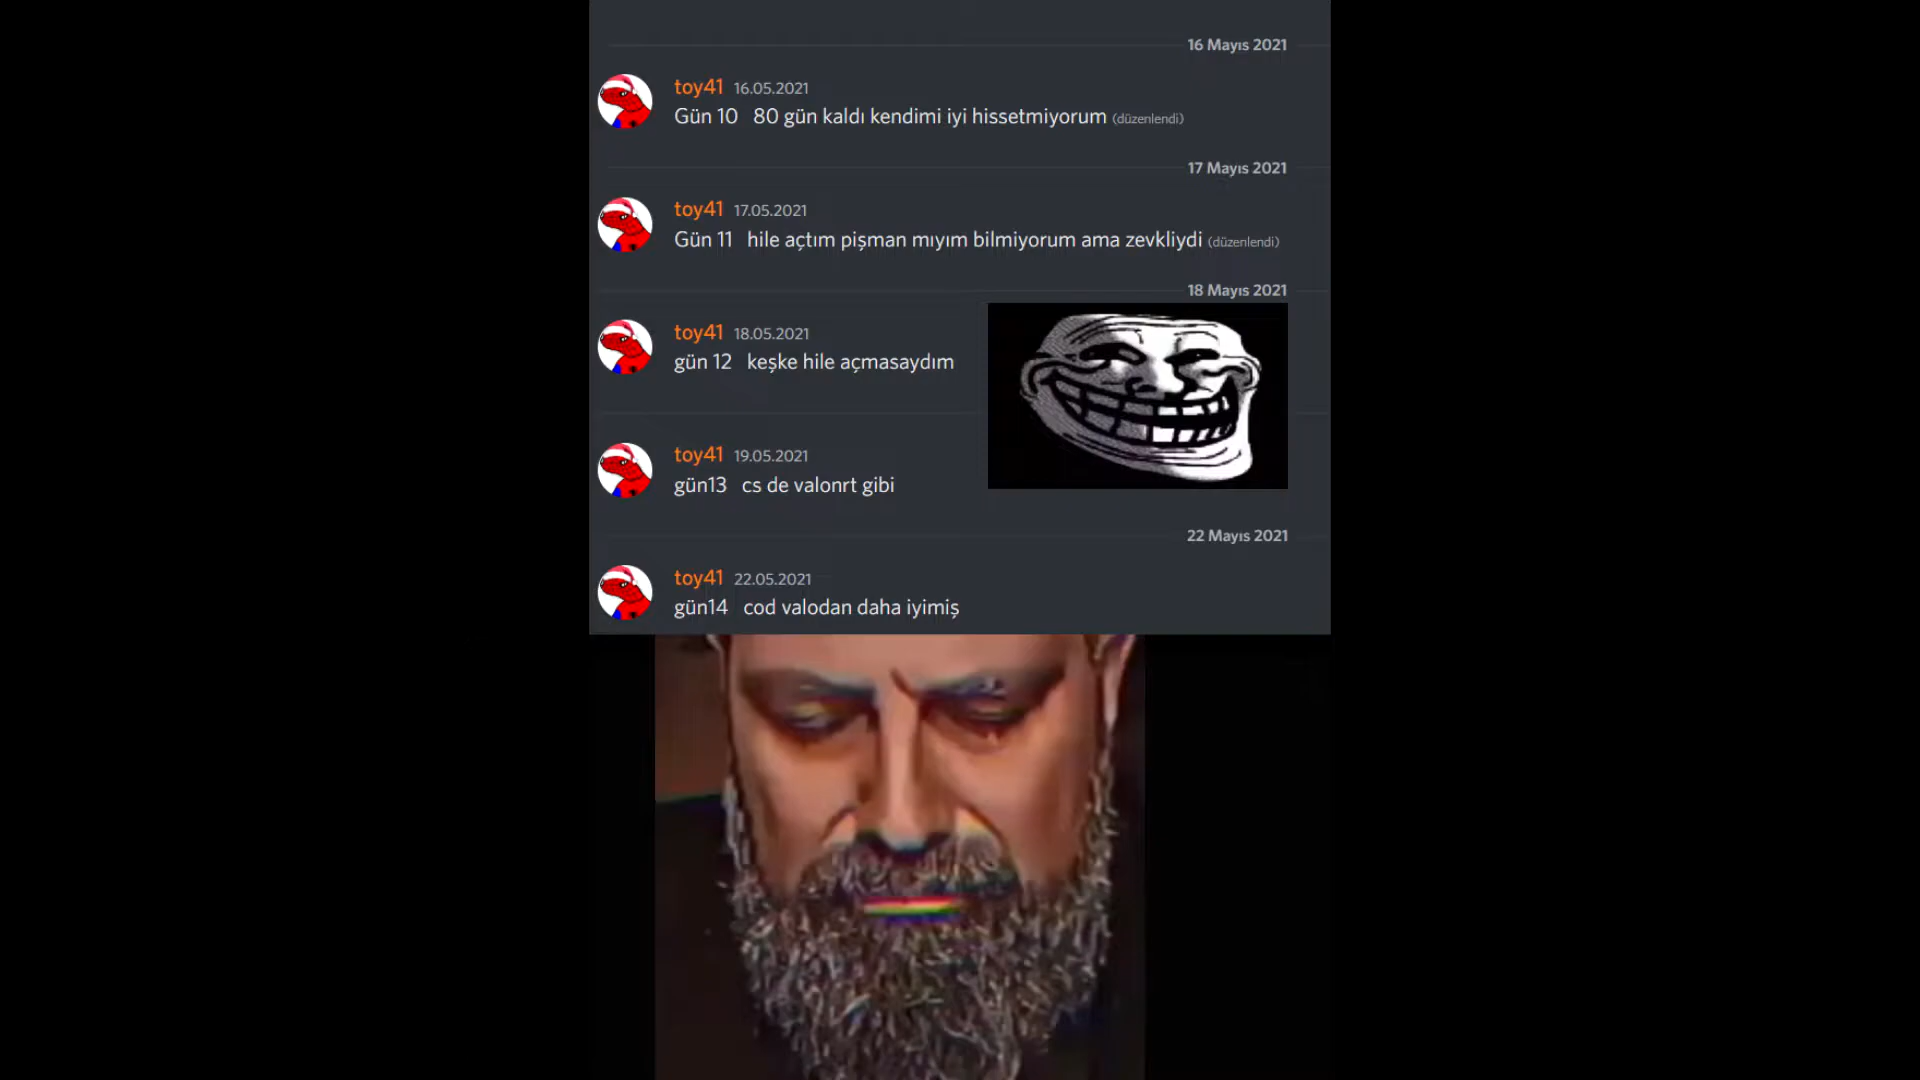 16 Mayıs 2021
toy41 16.05.2021
Gün 10 80 gün kaldı kendimi iyi hissetmiyorum (düzenlendi)
17 Mayıs 2021
toy41 17.05.2021
Gün 11 hile açtım pişman mıyım bilmiyorum ama zevkliydi (düzenlendi)
18 Mayıs 2021
toy41 18.05.2021
gün 12 keşke hile açmasaydım
toy41 19.05.2021
gün13 cs de valonrt gibi
22 Mayıs 2021
toy41 22.05.2021
gün14 cod valodan daha iyimiş